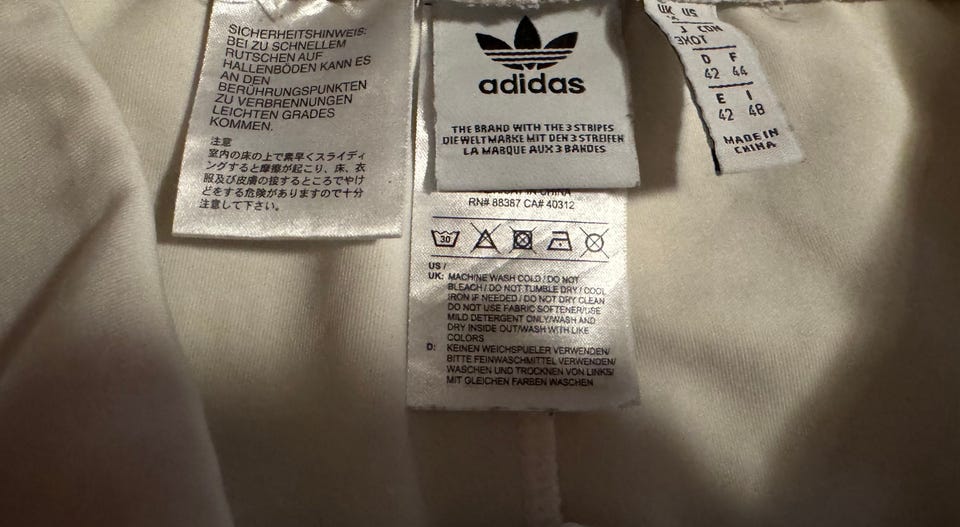 SICHERHEITSHINWEIS:
BEI ZU SCHNELLEM
RUTSCHEN AUF
HALLENBÖDEN KANN ES
AN DEN
BERÜHRUNGSPUNKTEN
ZU VERBRENNUNGEN
LEICHTEN GRADES
KOMMEN.
注意
室内の床の上で素早くスライディ
ングすると摩擦が起こり、床、衣
服及び皮膚の接するところでやけ
どをする危険がありますので十分
注意して下さい。
adidas
THE BRAND WITH THE 3 STRIPES
DIE WELTMARKE MIT DEN 3 STREIFEN
LA MARQUE AUX 3 BANDES
CHINA
RN# 88387 CA# 40312
30
US /
UK: MACHINE WASH COLD / DO NOT
BLEACH / DO NOT TUMBLE DRY / COOL
IRON IF NEEDED / DO NOT DRY CLEAN
DO NOT USE FABRIC SOFTENER/USE
MILD DETERGENT ONLY/WASH AND
DRY INSIDE OUT/WASH WITH LIKE
COLORS
D: KEINEN WEICHSPUELER VERWENDEN/
BITTE FEINWASCHMITTEL VERWENDEN/
WASCHEN UND TROCKNEN VON LINKS/
MIT GLEICHEN FARBEN WASCHEN
UK US
J
D F
42 44
E I
42 48
MADE IN
CHINA